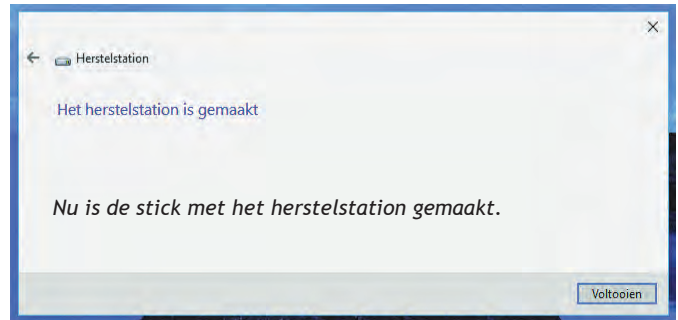 Herstelstation
Het herstelstation is gemaakt
Nu is de stick met het herstelstation gemaakt.
Voltooien